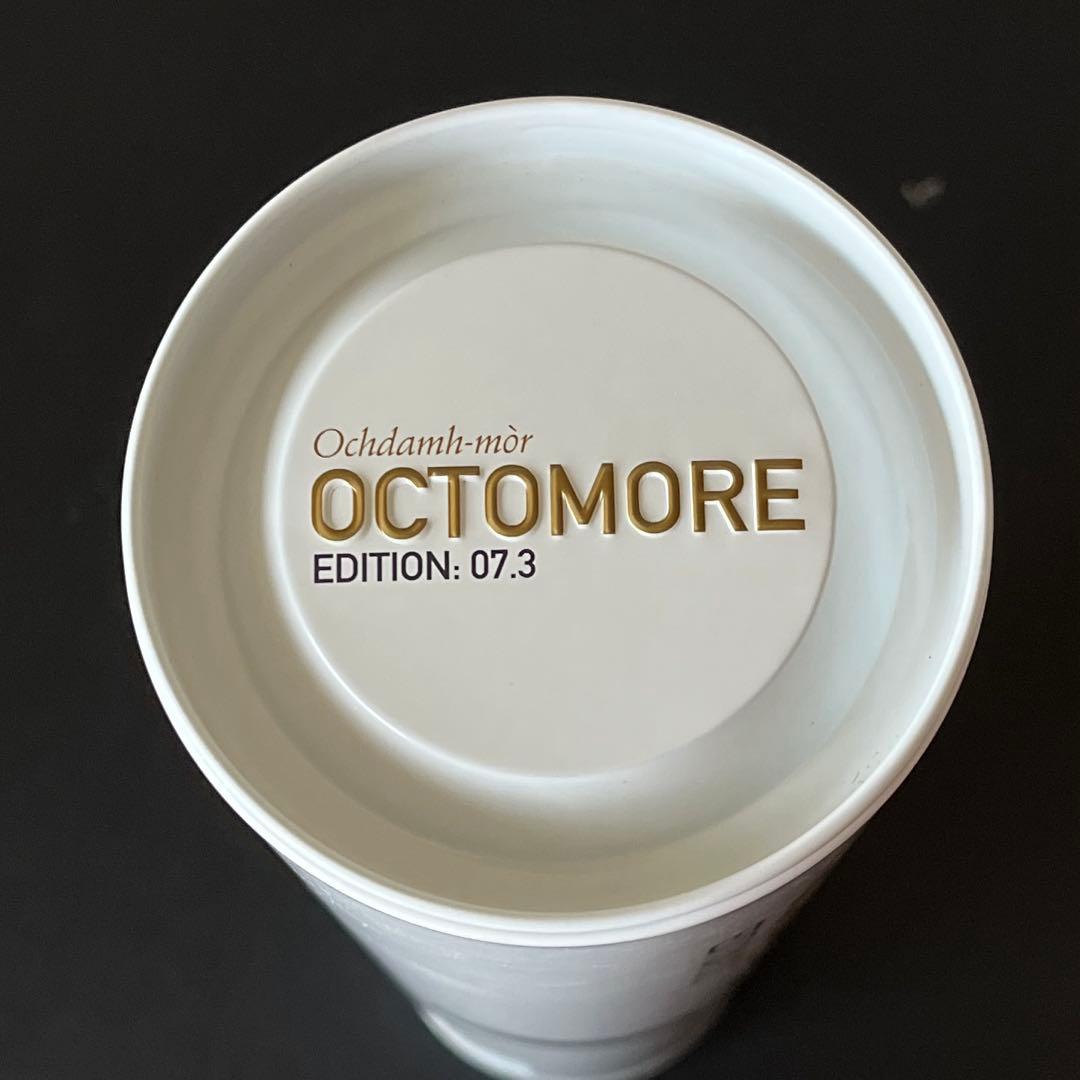 Ochdamh-mòr
OCTOMORE
EDITION: 07.3